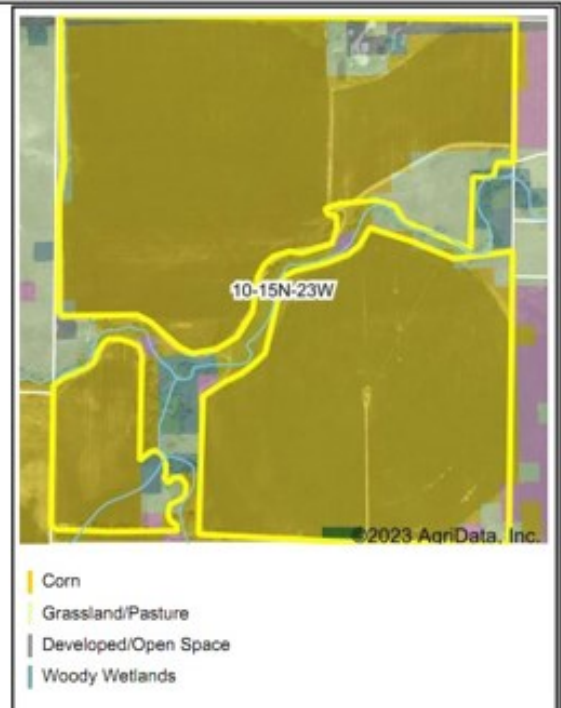 10-15N-23W
©2023 AgriData, Inc.
Corn
Grassland/Pasture
Developed/Open Space
Woody Wetlands